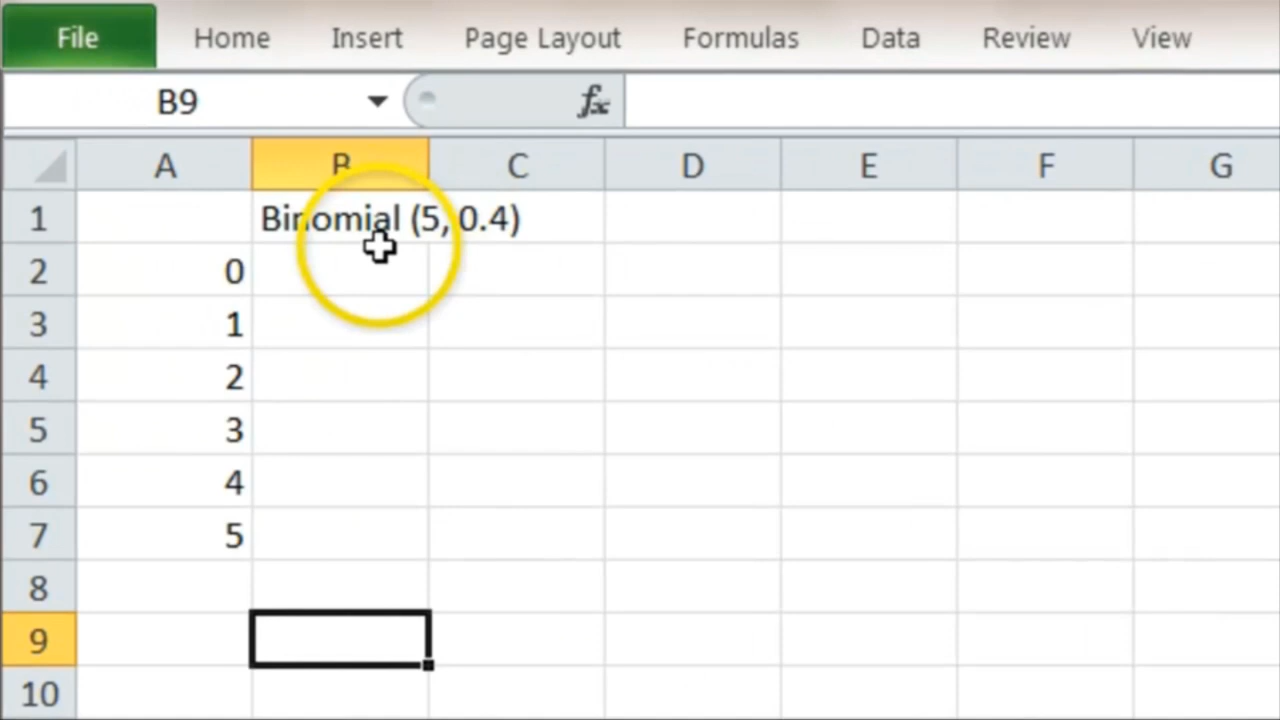 File Home Insert Page Layout Formulas Data Review View
B9 fx
A B C D E F G
1 Binomial (5, 0.4)
2 0
3 1
4 2
5 3
6 4
7 5
8
9
10